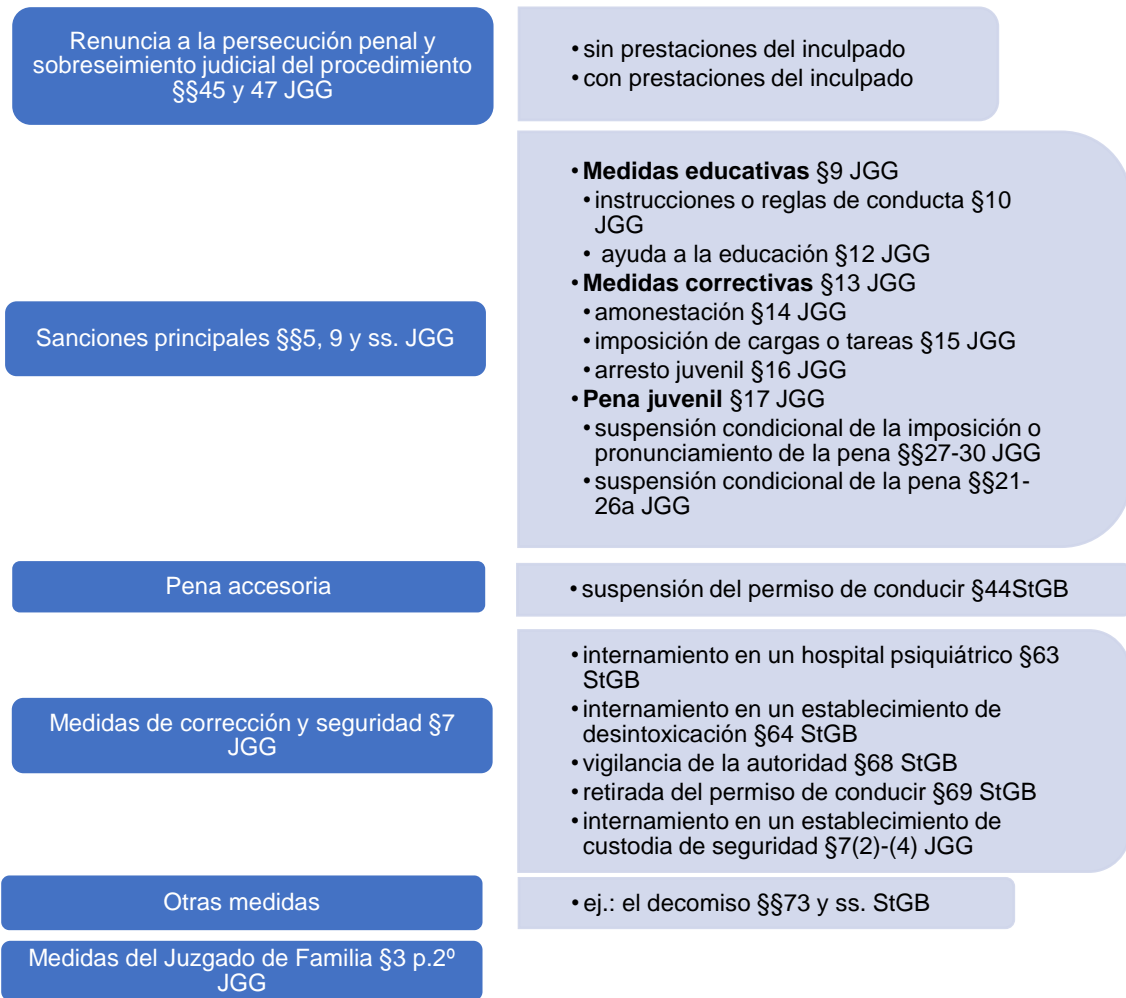 Renuncia a la persecución penal y
sobreseimiento judicial del procedimiento
§§45 y 47 JGG
• sin prestaciones del inculpado
• con prestaciones del inculpado
Sanciones principales §§5, 9 y ss. JGG
• Medidas educativas §9 JGG
• instrucciones o reglas de conducta §10
JGG
• ayuda a la educación §12 JGG
• Medidas correctivas §13 JGG
• amonestación §14 JGG
• imposición de cargas o tareas §15 JGG
• arresto juvenil §16 JGG
• Pena juvenil §17 JGG
• suspensión condicional de la imposición o
pronunciamiento de la pena §§27-30 JGG
• suspensión condicional de la pena §§21-
26a JGG
Pena accesoria
• suspensión del permiso de conducir §44StGB
Medidas de corrección y seguridad §7
JGG
• internamiento en un hospital psiquiátrico §63
StGB
• internamiento en un establecimiento de
desintoxicación §64 StGB
• vigilancia de la autoridad §68 StGB
• retirada del permiso de conducir §69 StGB
• internamiento en un establecimiento de
custodia de seguridad §7(2)-(4) JGG
Otras medidas
• ej.: el decomiso §§73 y ss. StGB
Medidas del Juzgado de Familia §3 p.2º
JGG